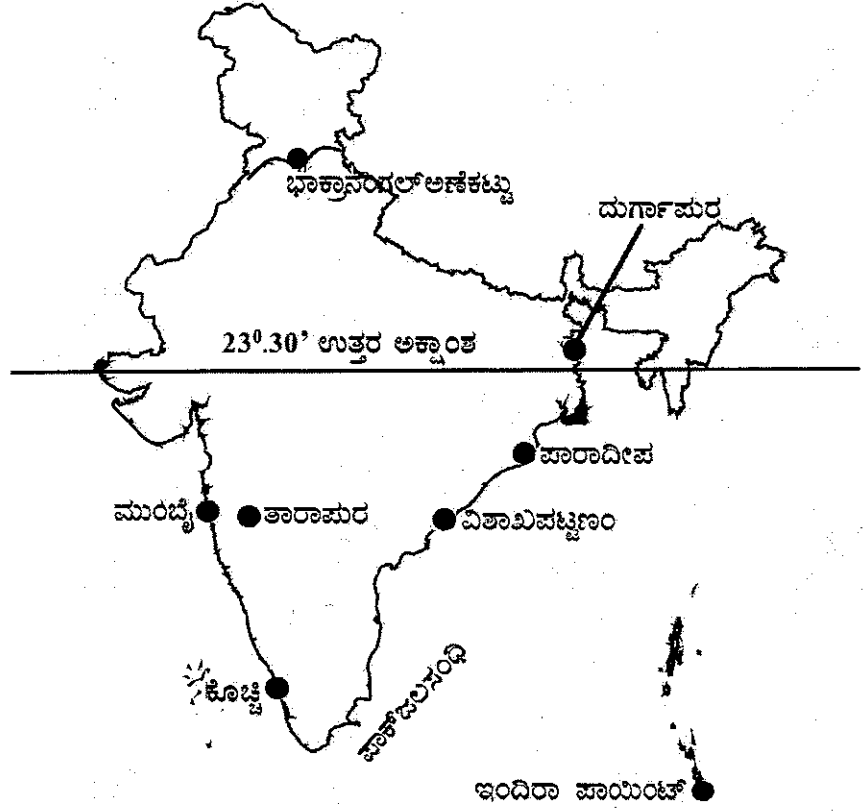 ಭಾಕ್ರಾನಂಗಲ್ ಅಣೆಕಟ್ಟು
ದುರ್ಗಾಪುರ
23⁰.30’ ಉತ್ತರ ಅಕ್ಷಾಂಶ
ಪಾರಾದೀಪ
ಮುಂಬೈ
ತಾರಾಪುರ
ವಿಶಾಖಪಟ್ಟಣಂ
ಕೊಚ್ಚಿ
ಪಾಕ್‌ಜಲಸಂಧಿ
ಇಂದಿರಾ ಪಾಯಿಂಟ್